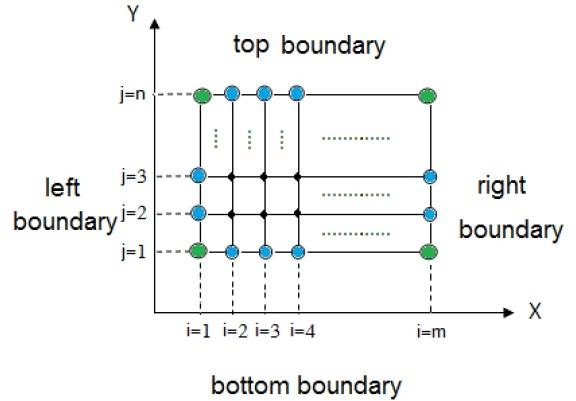 Y
top boundary
j=n
j=3
left
boundary
j=2
right
boundary
j=1
X
i=1 i=2 i=3 i=4 i=m
bottom boundary